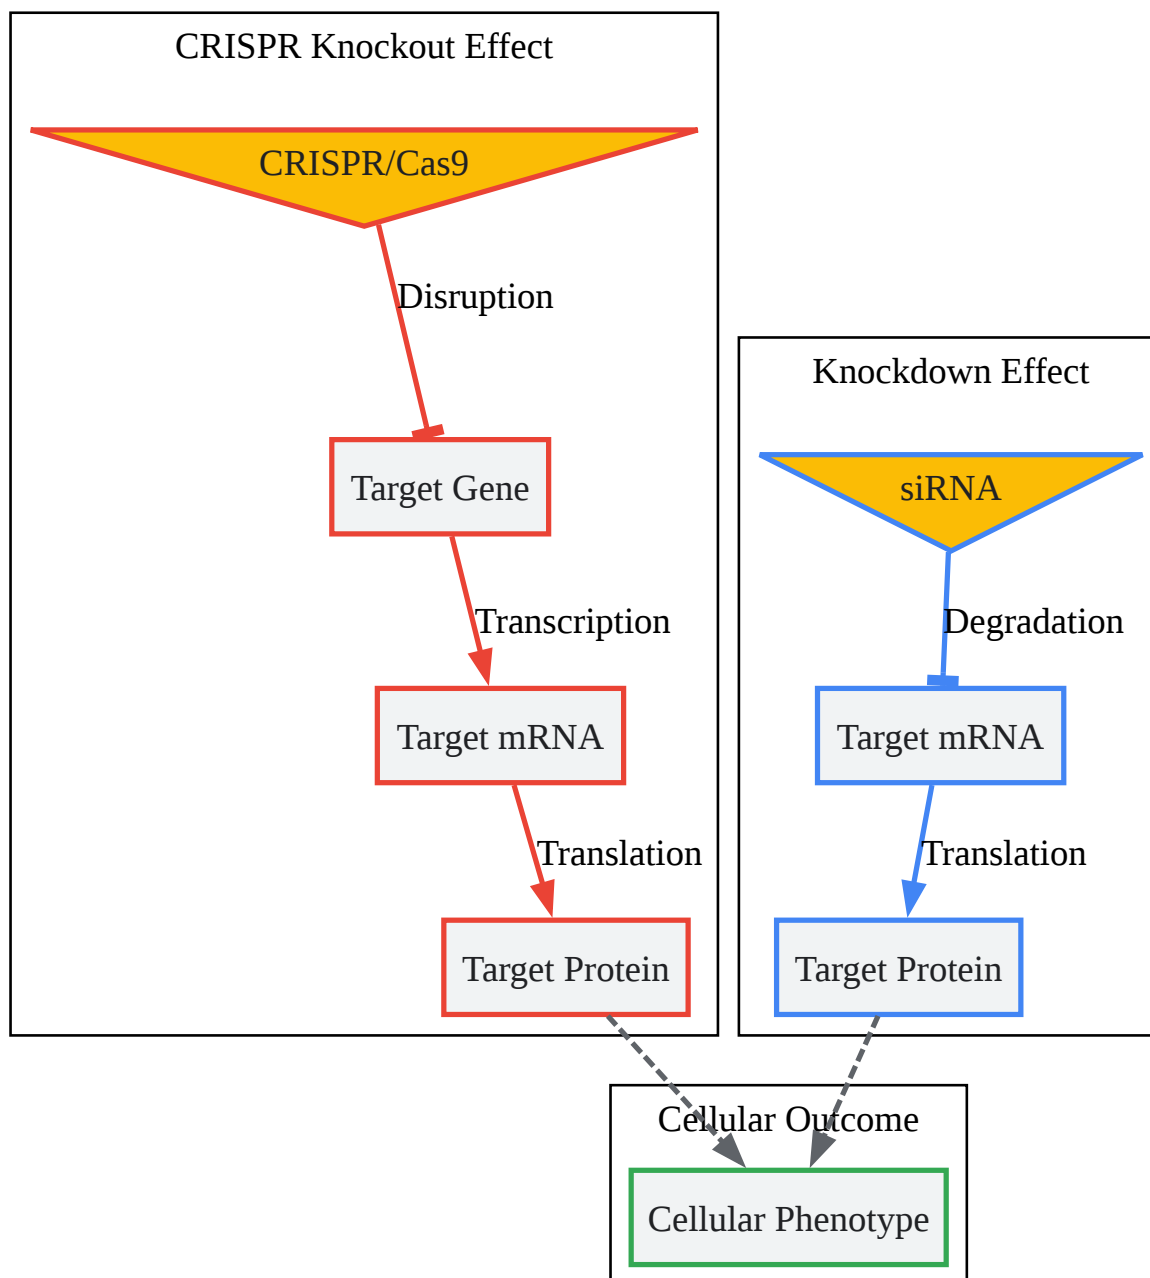 CRISPR Knockout Effect
CRISPR/Cas9
Disruption
Target Gene
Transcription
Target mRNA
Translation
Target Protein
Knockdown Effect
siRNA
Degradation
Target mRNA
Translation
Target Protein
Cellular Outcome
Cellular Phenotype